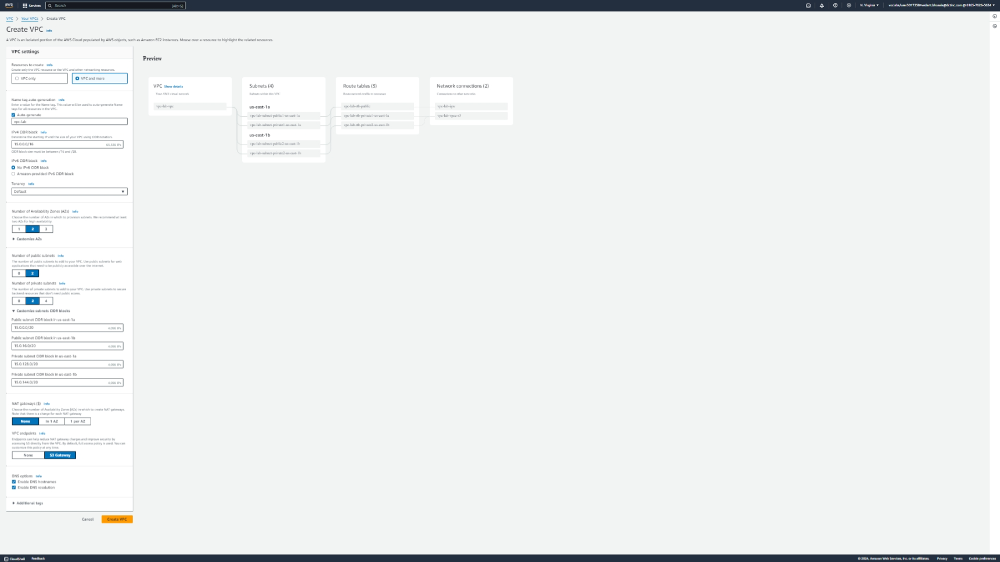 aws
Services
Search
[Alt+S]
N. Virginia
voclabs/user3017358=vedant.bhosale@dctinc.com @ 6165-7626-5634
VPC
Your VPCs
Create VPC
Create VPC
Info
A VPC is an isolated portion of the AWS Cloud populated by AWS objects, such as Amazon EC2 instances. Mouse over a resource to highlight the related resources.
VPC settings
Resources to create Info
Create only the VPC resource or the VPC and other networking resources.
VPC only
VPC and more
Name tag auto-generation Info
Enter a value for the Name tag. This value will be used to auto-generate Name
tags for all resources in the VPC.
Auto-generate
vpc-lab
IPv4 CIDR block Info
Determine the starting IP and the size of your VPC using CIDR notation.
15.0.0.0/16
65,536 IPs
CIDR block size must be between /16 and /28.
IPv6 CIDR block Info
No IPv6 CIDR block
Amazon-provided IPv6 CIDR block
Tenancy Info
Default
Number of Availability Zones (AZs) Info
Choose the number of AZs in which to provision subnets. We recommend at least
two AZs for high availability.
1
2
3
Customize AZs
Number of public subnets Info
The number of public subnets to add to your VPC. Use public subnets for web
applications that need to be publicly accessible over the internet.
0
2
Number of private subnets Info
The number of private subnets to add to your VPC. Use private subnets to secure
backend resources that don't need public access.
0
2
4
Customize subnets CIDR blocks
Public subnet CIDR block in us-east-1a
15.0.0.0/20
4,096 IPs
Public subnet CIDR block in us-east-1b
15.0.16.0/20
4,096 IPs
Private subnet CIDR block in us-east-1a
15.0.128.0/20
4,096 IPs
Private subnet CIDR block in us-east-1b
15.0.144.0/20
4,096 IPs
NAT gateways ($) Info
Choose the number of Availability Zones (AZs) in which to create NAT gateways.
Note that there is a charge for each NAT gateway
None
In 1 AZ
1 per AZ
VPC endpoints Info
Endpoints can help reduce NAT gateway charges and improve security by
accessing S3 directly from the VPC. By default, full access policy is used. You can
customize this policy at any time.
None
S3 Gateway
DNS options Info
Enable DNS hostnames
Enable DNS resolution
Additional tags
Cancel
Create VPC
Preview
VPC Show details
Your AWS virtual network
vpc-lab-vpc
Subnets (4)
Subnets within this VPC
us-east-1a
vpc-lab-subnet-public1-us-east-1a
vpc-lab-subnet-private1-us-east-1a
us-east-1b
vpc-lab-subnet-public2-us-east-1b
vpc-lab-subnet-private2-us-east-1b
Route tables (3)
Route network traffic to resources
vpc-lab-rtb-public
vpc-lab-rtb-private1-us-east-1a
vpc-lab-rtb-private2-us-east-1b
Network connections (2)
Connections to other networks
vpc-lab-igw
vpc-lab-vpce-s3
CloudShell
Feedback
© 2024, Amazon Web Services, Inc. or its affiliates.
Privacy
Terms
Cookie preferences